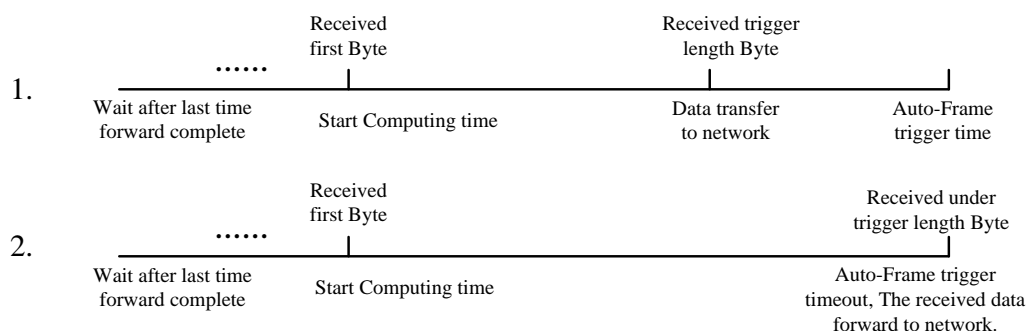 Received
first Byte
Received trigger
length Byte
......
1.
Wait after last time
forward complete
Start Computing time
Data transfer
to network
Auto-Frame
trigger time
Received
first Byte
Received under
trigger length Byte
......
2.
Wait after last time
forward complete
Start Computing time
Auto-Frame trigger
timeout, The received data
forward to network.